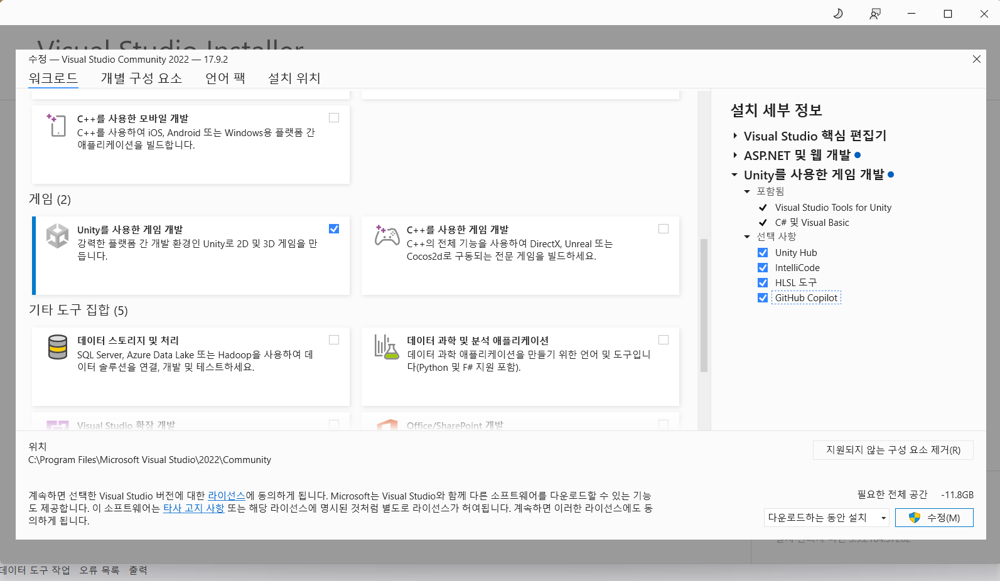 Visual Studio Installer
수정 — Visual Studio Community 2022 — 17.9.2
워크로드 개별 구성 요소 언어 팩 설치 위치
C++를 사용한 모바일 개발
C++를 사용하여 iOS, Android 또는 Windows용 플랫폼 간
애플리케이션을 빌드합니다.
게임 (2)
Unity를 사용한 게임 개발
강력한 플랫폼 간 개발 환경인 Unity로 2D 및 3D 게임을 만
듭니다.
C++를 사용한 게임 개발
C++의 전체 기능을 사용하여 DirectX, Unreal 또는
Cocos2d로 구동되는 전문 게임을 빌드하세요.
기타 도구 집합 (5)
데이터 스토리지 및 처리
SQL Server, Azure Data Lake 또는 Hadoop을 사용하여 데
이터 솔루션을 연결, 개발 및 테스트하세요.
데이터 과학 및 분석 애플리케이션
데이터 과학 애플리케이션을 만들기 위한 언어 및 도구입니
다(Python 및 F# 지원 포함).
Visual Studio 확장 개발
Office/SharePoint 개발
설치 세부 정보
Visual Studio 핵심 편집기
ASP.NET 및 웹 개발
Unity를 사용한 게임 개발
포함됨
Visual Studio Tools for Unity
C# 및 Visual Basic
선택 사항
Unity Hub
IntelliCode
HLSL 도구
GitHub Copilot
위치
C:\Program Files\Microsoft Visual Studio\2022\Community
지원되지 않는 구성 요소 제거(R)
계속하면 선택한 Visual Studio 버전에 대한 라이선스에 동의하게 됩니다. Microsoft는 Visual Studio와 함께 다른 소프트웨어를 다운로드할 수 있는 기능
도 제공합니다. 이 소프트웨어는 타사 고지 사항 또는 해당 라이선스에 명시된 것처럼 별도로 라이선스가 허여됩니다. 계속하면 이러한 라이선스에도 동
의하게 됩니다.
필요한 전체 공간 -11.8GB
다운로드하는 동안 설치
수정(M)
데이터 도구 작업 오류 목록 출력